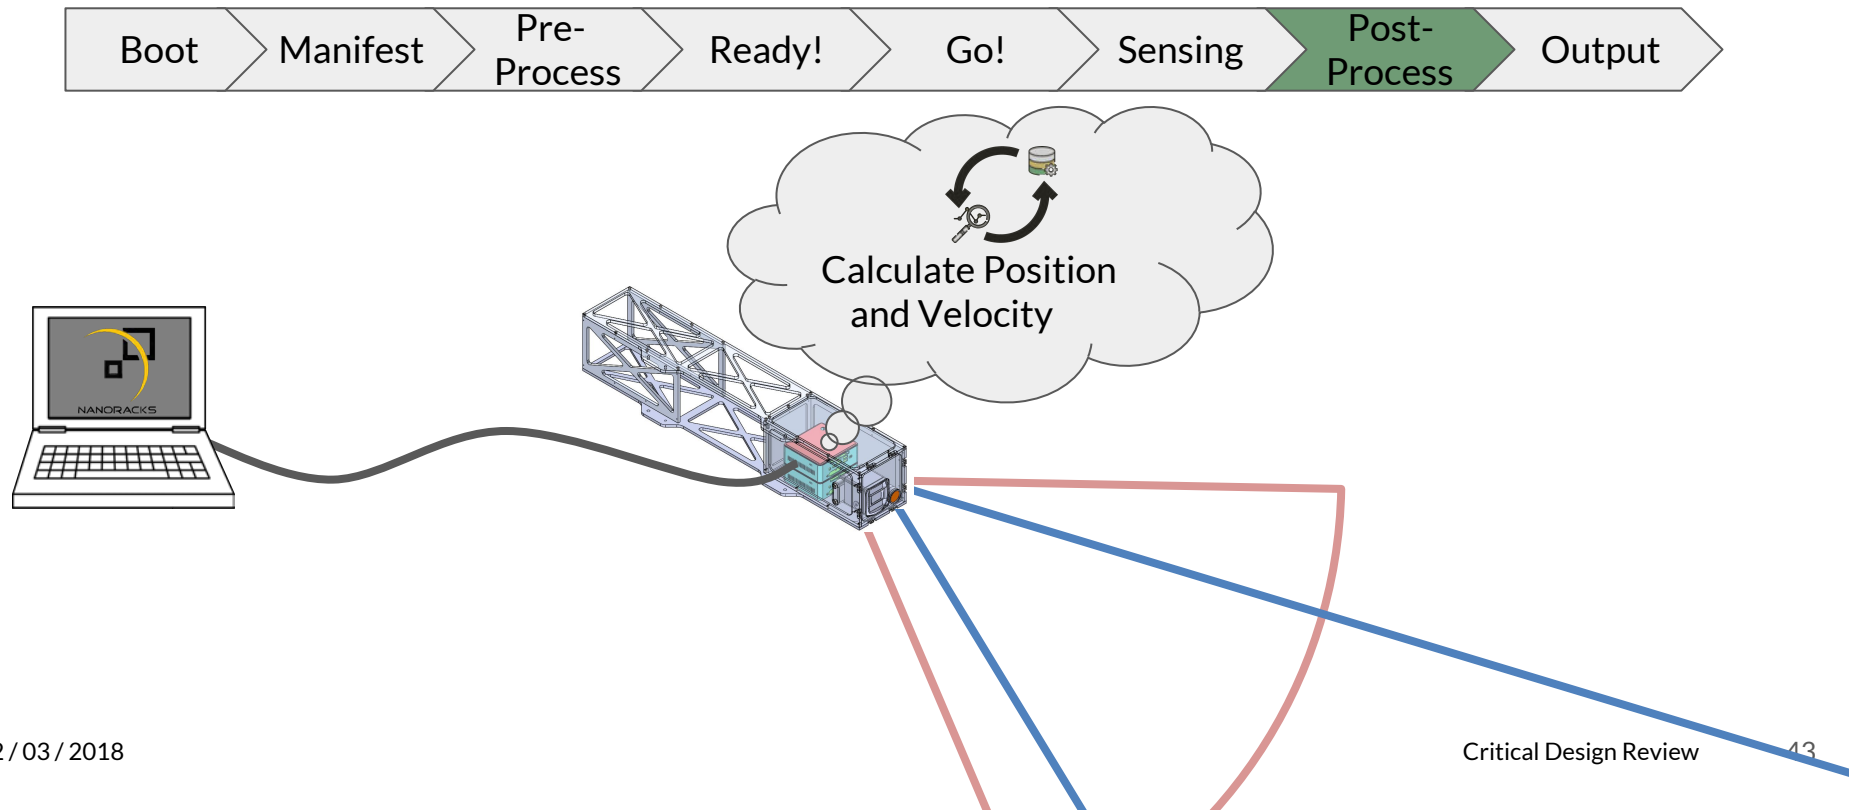 Boot
Manifest
Pre-
Process
Ready!
Go!
Sensing
Post-
Process
Output
Calculate Position
and Velocity
NANORACKS
2 / 03 / 2018
Critical Design Review
43